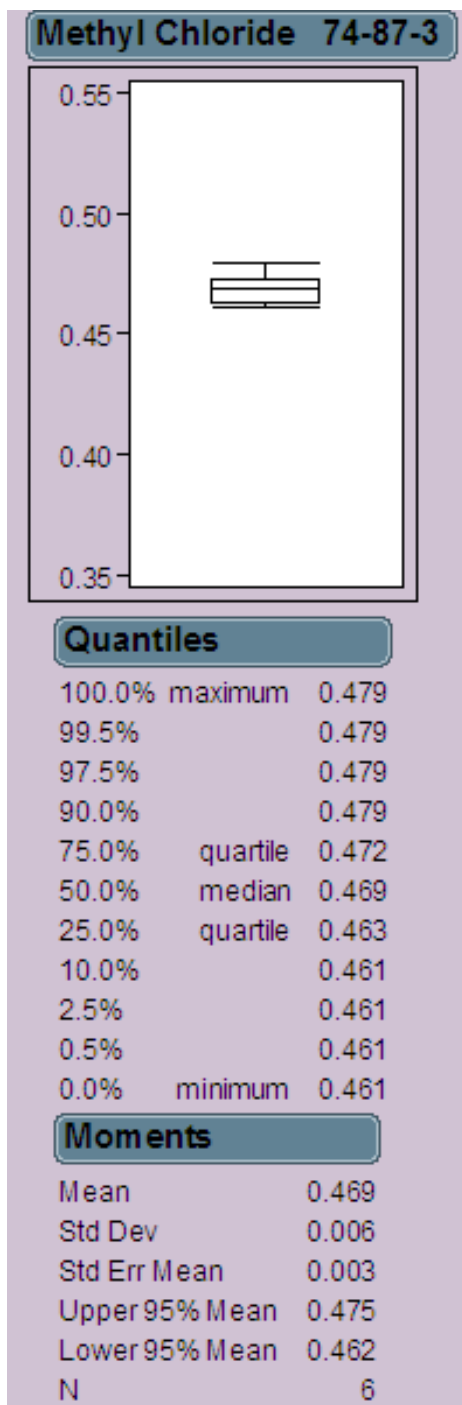 Methyl Chloride 74-87-3
0.55
0.50
0.45
0.40
0.35
Quantiles
100.0% maximum 0.479
99.5% 0.479
97.5% 0.479
90.0% 0.479
75.0% quartile 0.472
50.0% median 0.469
25.0% quartile 0.463
10.0% 0.461
2.5% 0.461
0.5% 0.461
0.0% minimum 0.461
Moments
Mean 0.469
Std Dev 0.006
Std Err Mean 0.003
Upper 95% Mean 0.475
Lower 95% Mean 0.462
N 6